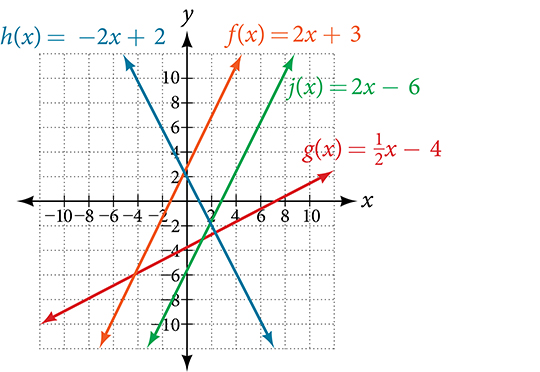 y
h(x) = −2x + 2
f(x) = 2x + 3
j(x) = 2x − 6
g(x) = 1/2x − 4
x
10
8
6
4
2
−10 −8 −6 −4 −2 2 4 6 8 10
−2
−4
−6
−8
−10